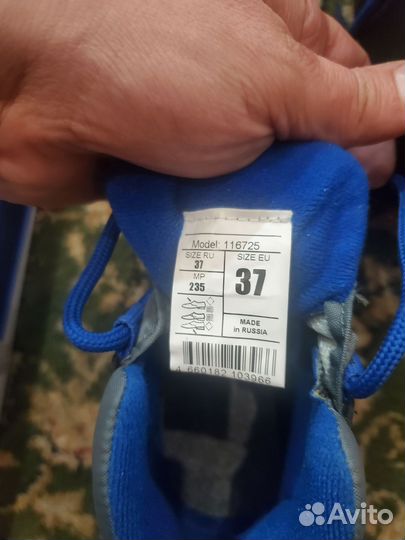 Model: 116725
SIZE RU
37
MP
235
SIZE EU
37
MADE
in RUSSIA
4 660182 103966
Avito